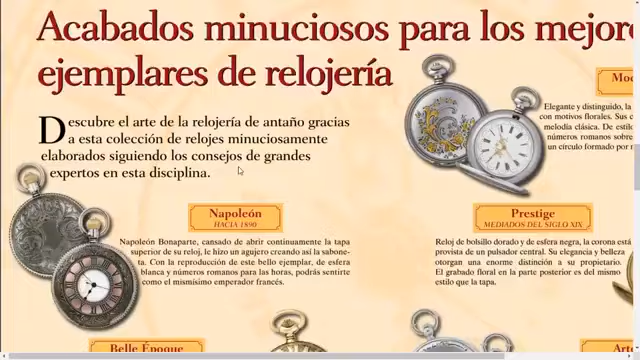 Acabados minuciosos para los mejor
ejemplares de relojería
Descubre el arte de la relojería de antaño gracias
a esta colección de relojes minuciosamente
elaborados siguiendo los consejos de grandes
expertos en esta disciplina.
Elegante y distinguido, la
con motivos florales. Sus
melodía clásica. De estilo
números romanos sobre
un círculo formado por
Napoleón
HACIA 1890
Napoleón Bonaparte, cansado de abrir continuamente la tapa
superior de su reloj, le hizo un agujero creando así la sabone-
ta. Con la reproducción de este bello ejemplar, de esfera
blanca y números romanos para las horas, podrás sentirte
como el mismísimo emperador francés.
Prestige
MEDIADOS DEL SIGLO XIX
Reloj de bolsillo dorado y de esfera negra, la corona está
provista de un pulsador central. Su elegancia y belleza
otorgan una enorme distinción a su propietario.
El grabado floral en la parte posterior es del mismo
estilo que la tapa.
Belle Époque